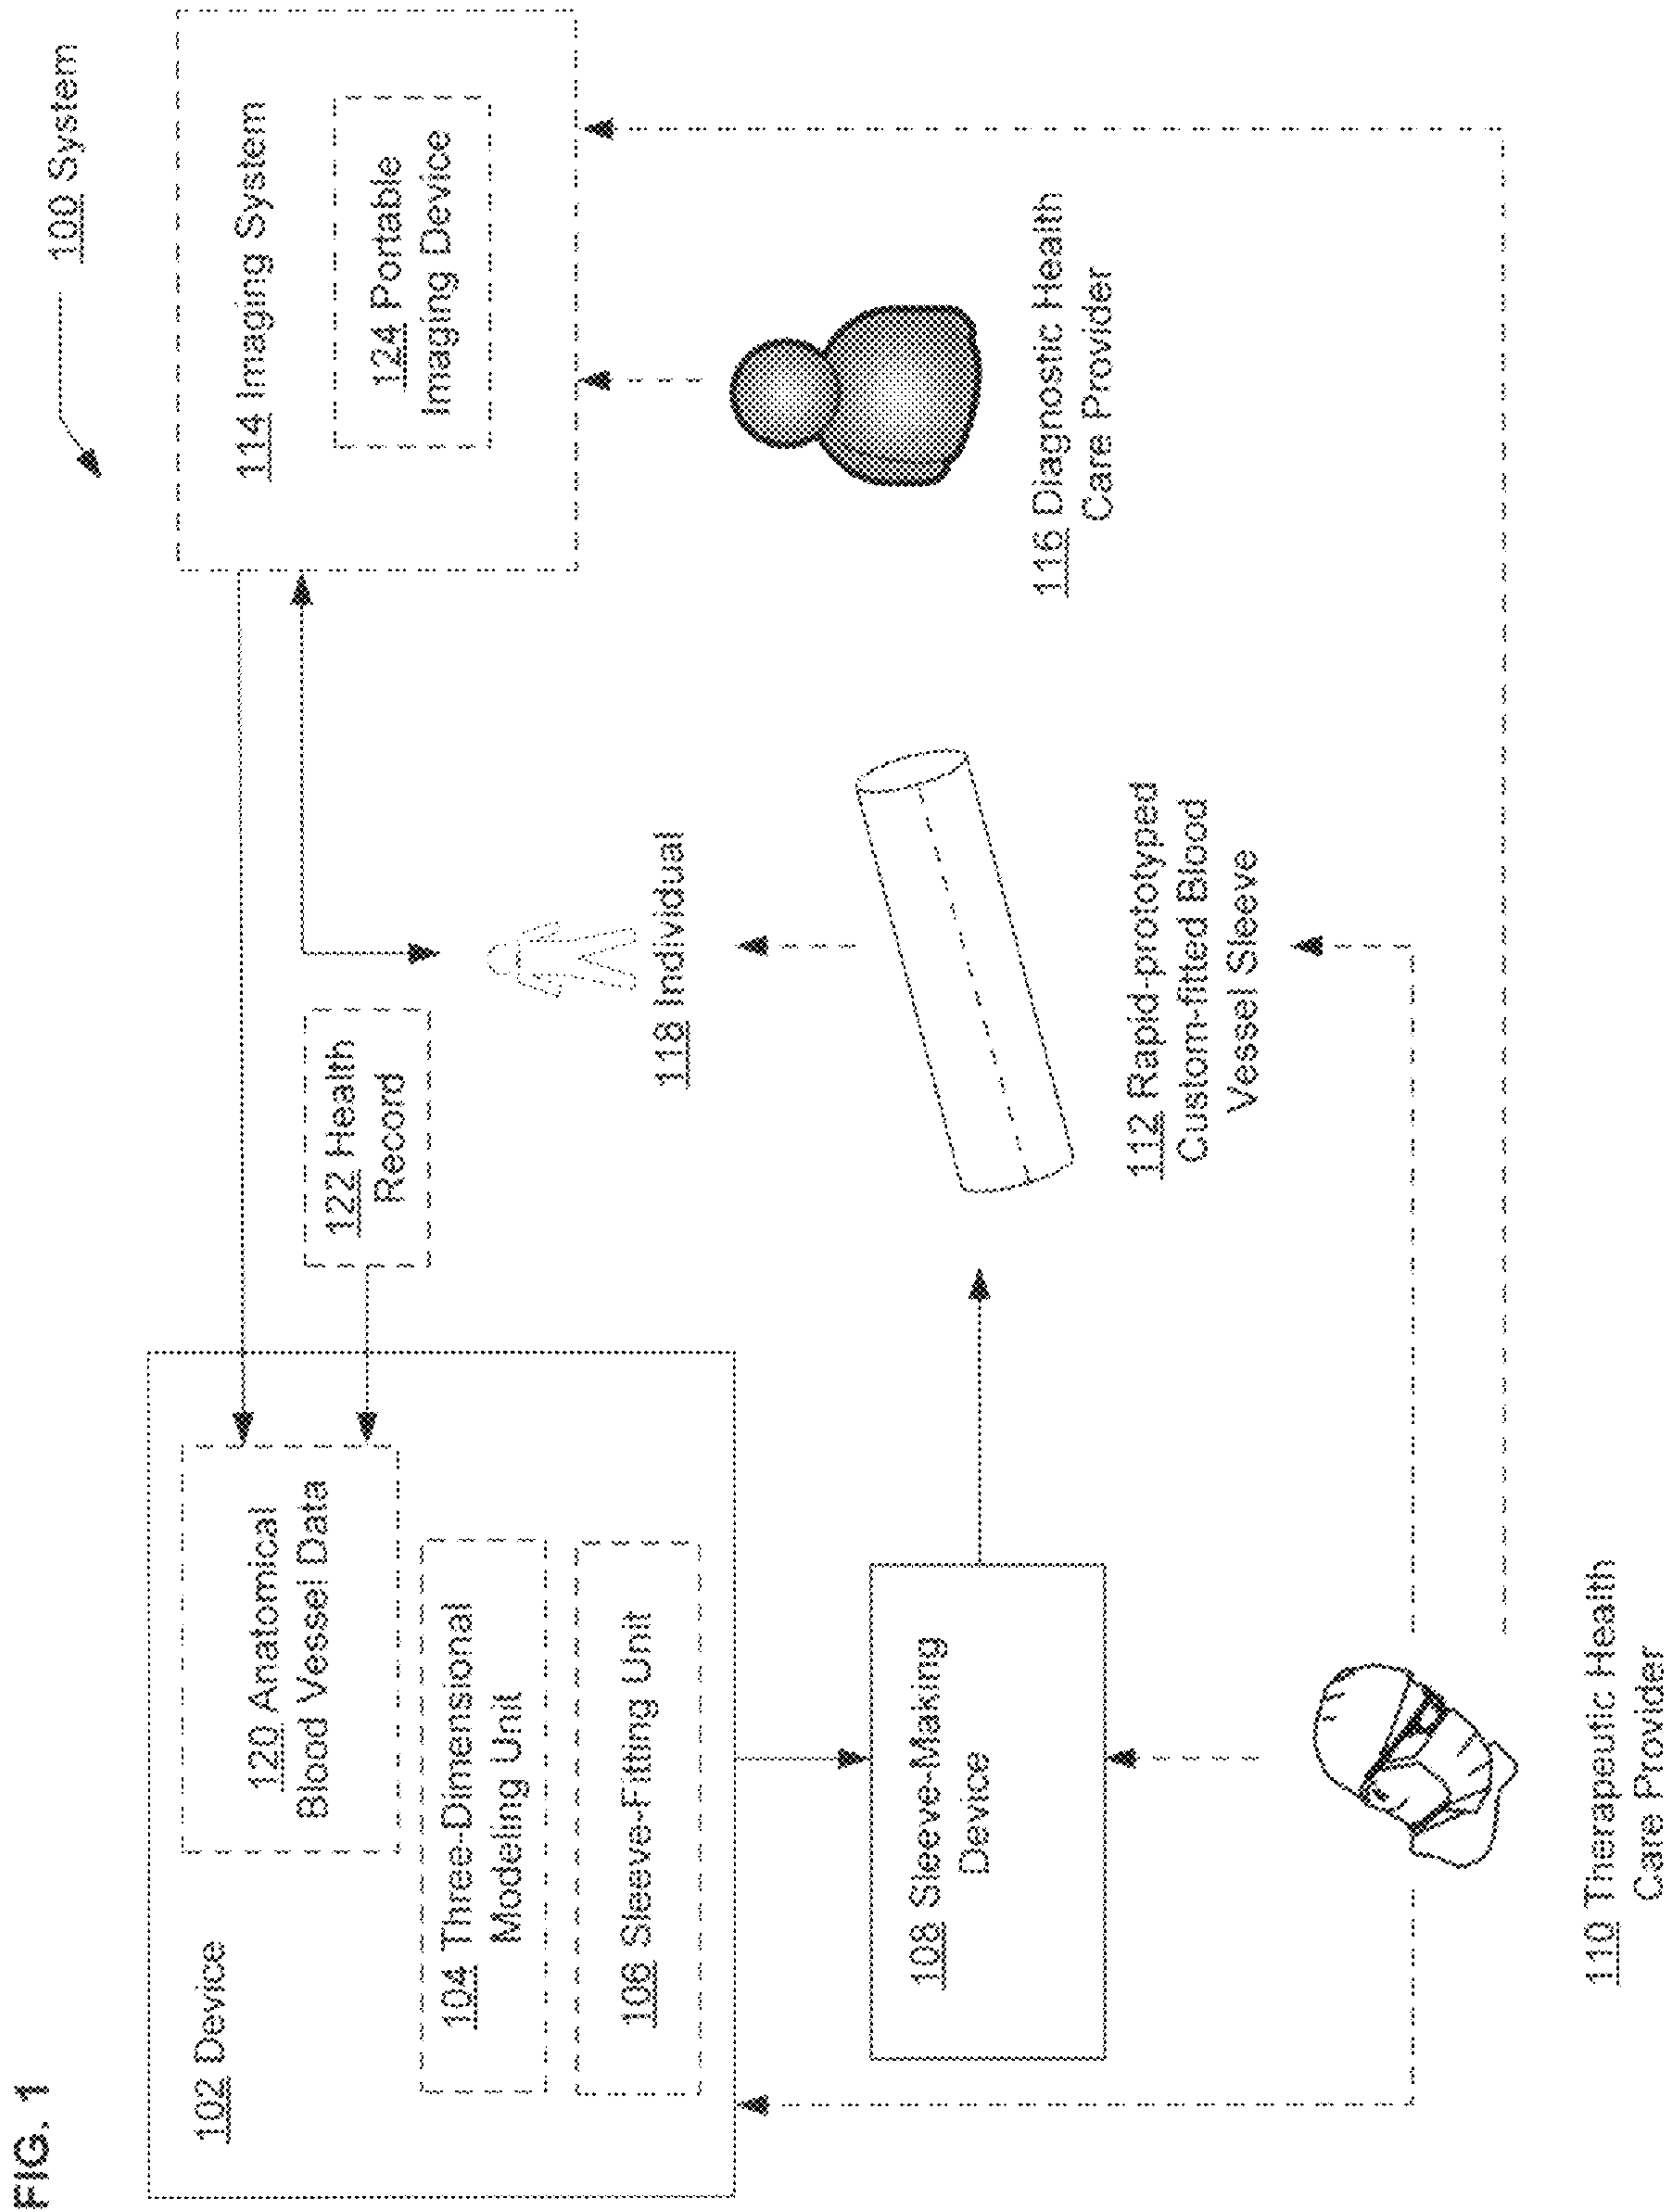 FIG. 1
100 System
102 Device
120 Anatomical
Blood Vessel Data
104 Three-Dimensional
Modeling Unit
106 Sleeve-Fitting Unit
122 Health
Record
114 Imaging System
124 Portable
Imaging Device
118 Individual
108 Sleeve-Making
Device
112 Rapid-prototyped
Custom-fitted Blood
Vessel Sleeve
116 Diagnostic Health
Care Provider
110 Therapeutic Health
Care Provider